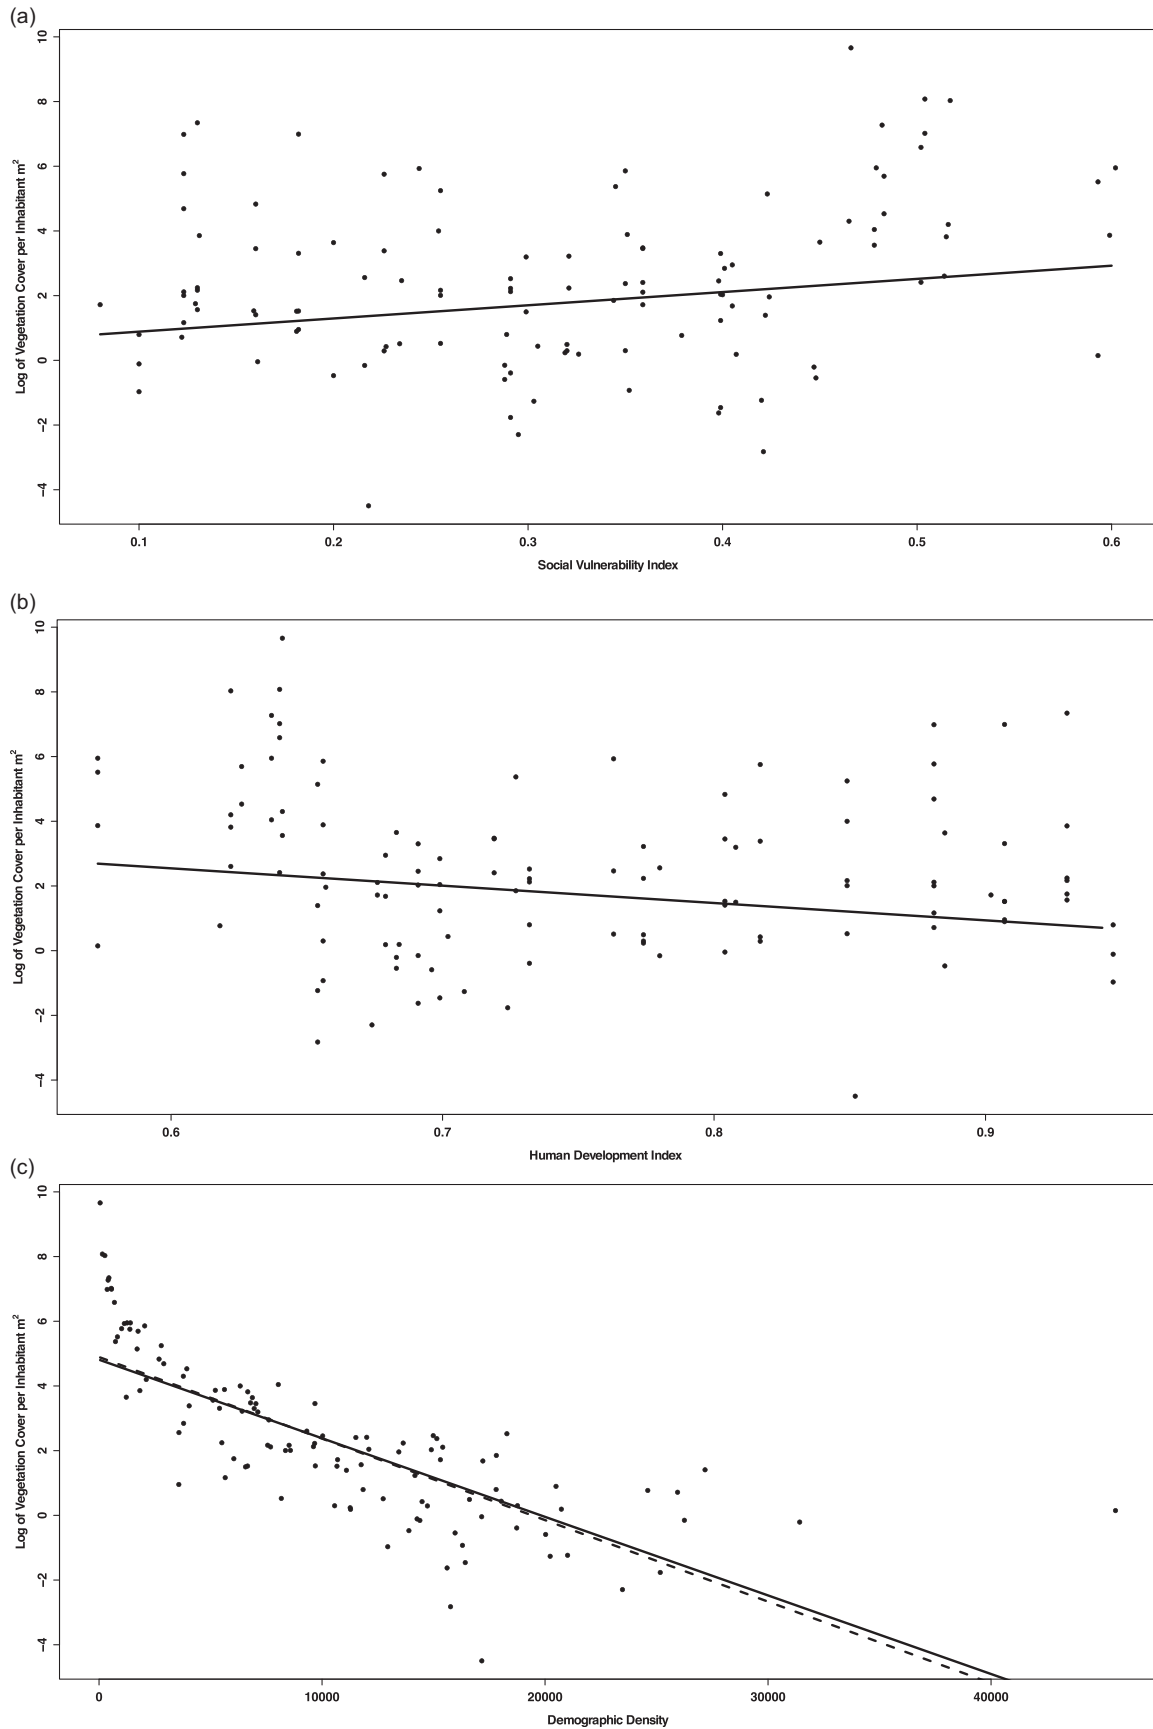 (a)
Log of Vegetation Cover per Inhabitant m²
10
8
6
4
2
0
−2
−4
0.1 0.2 0.3 0.4 0.5 0.6
Social Vulnerability Index
(b)
Log of Vegetation Cover per Inhabitant m²
10
8
6
4
2
0
−2
−4
0.6 0.7 0.8 0.9
Human Development Index
(c)
Log of Vegetation Cover per Inhabitant m²
10
8
6
4
2
0
−2
−4
0 10000 20000 30000 40000
Demographic Density